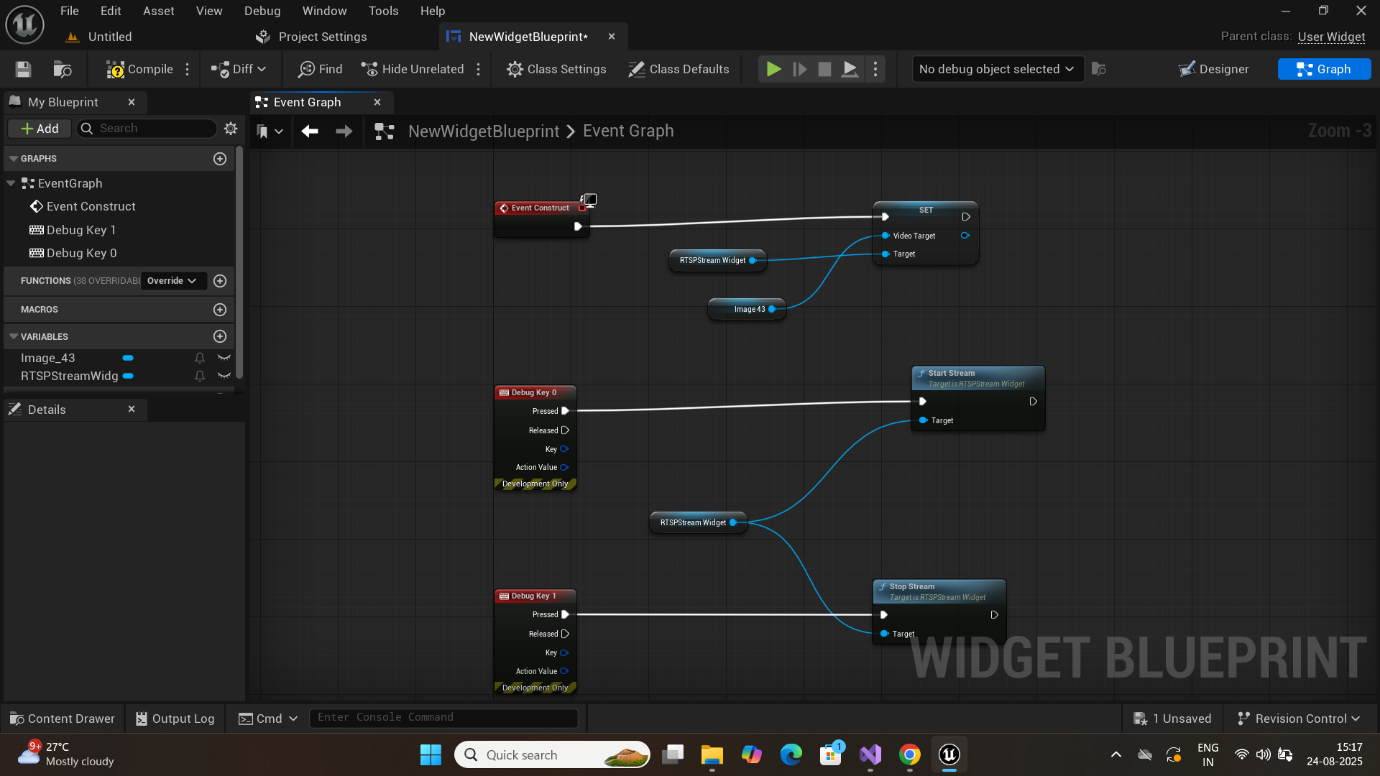 File Edit Asset View Debug Window Tools Help
Untitled Project Settings NewWidgetBlueprint* Parent class: User Widget
Compile Diff Find Hide Unrelated Class Settings Class Defaults No debug object selected Designer Graph
My Blueprint Event Graph
Add Search NewWidgetBlueprint > Event Graph Zoom -3
GRAPHS
EventGraph
Event Construct
Debug Key 1
Debug Key 0
FUNCTIONS (38 OVERRIDABL Override
MACROS
VARIABLES
Image_43
RTSPStreamWidg
Details
Event Construct
SET
Video Target
Target
RTSPStream Widget
Image 43
Debug Key 0
Pressed
Released
Key
Action Value
Development Only
Start Stream
Target is RTSPStream Widget
Target
RTSPStream Widget
Debug Key 1
Pressed
Released
Key
Action Value
Development Only
Stop Stream
Target is RTSPStream Widget
Target
WIDGET BLUEPRINT
Content Drawer Output Log Cmd Enter Console Command 1 Unsaved Revision Control
9+ 27°C
Mostly cloudy
Quick search
1
ENG
IN
15:17
24-08-2025